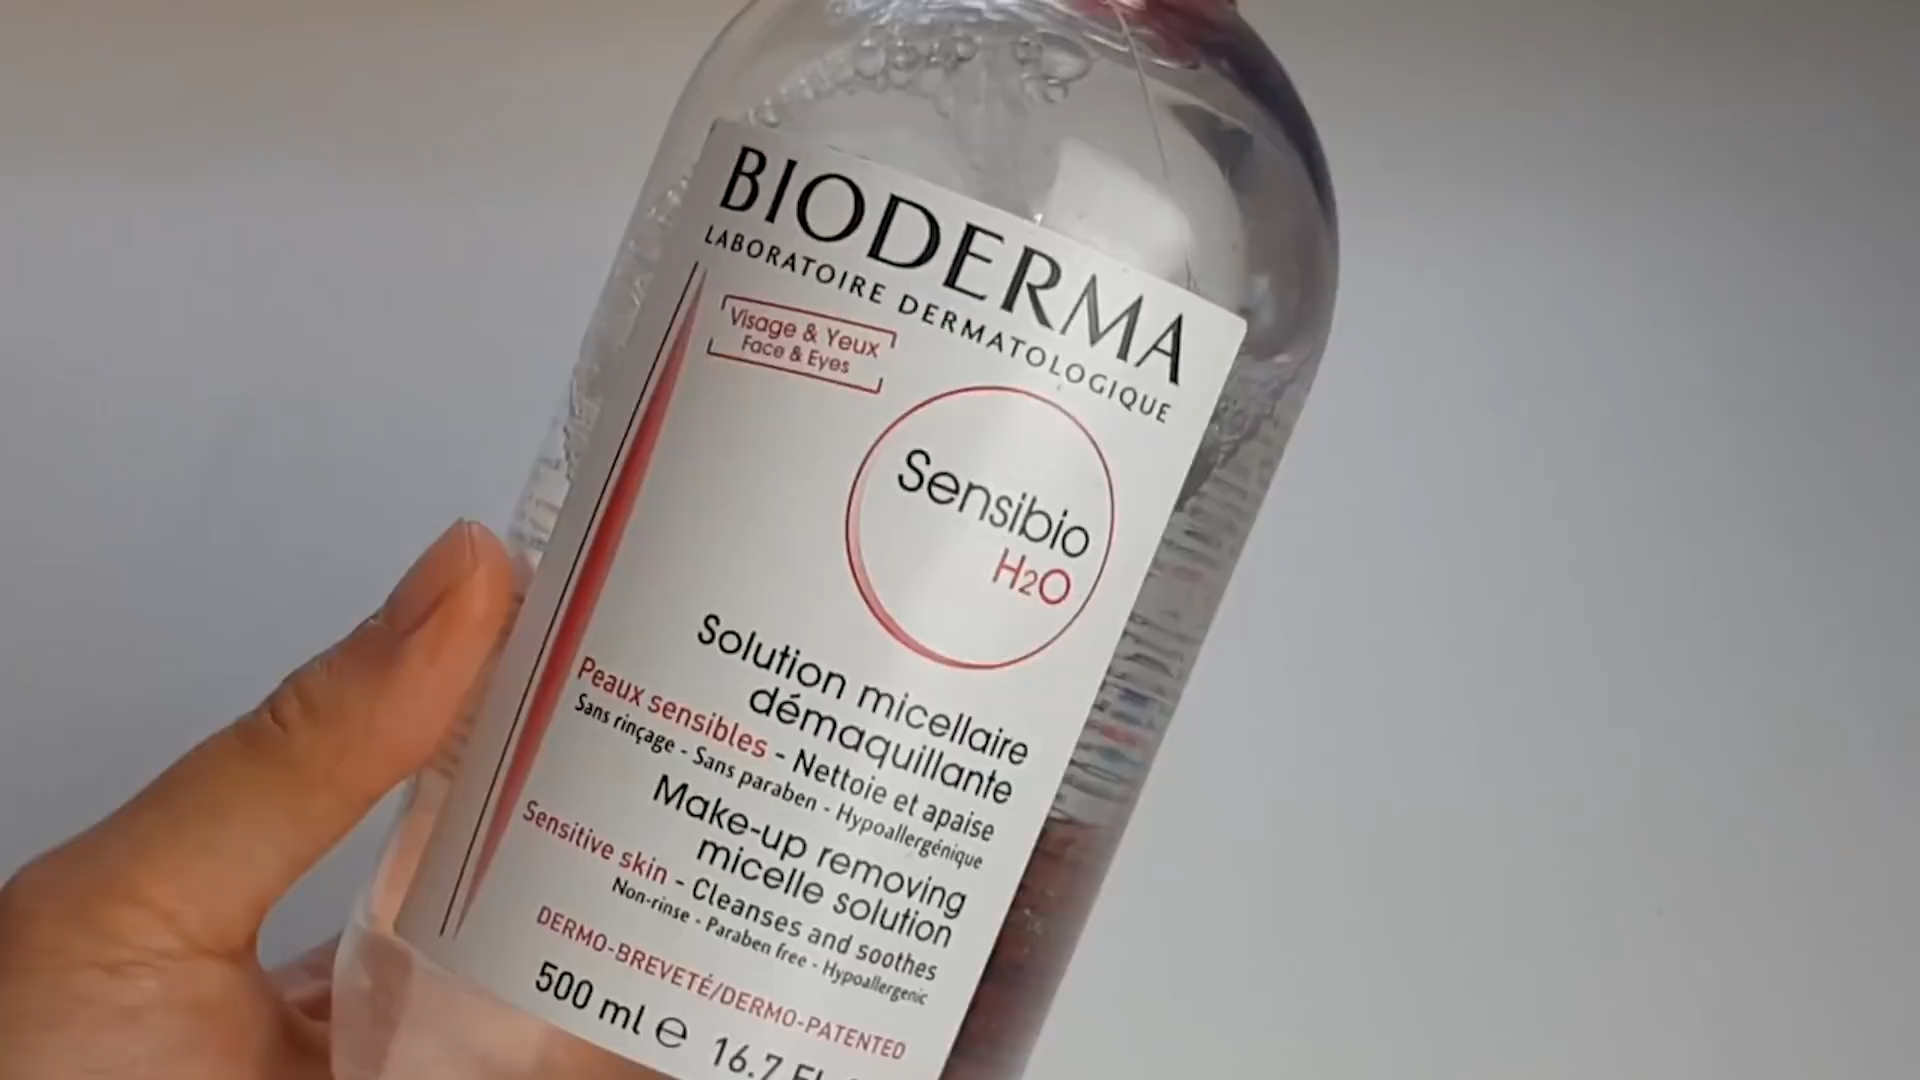 BIODERMA
LABORATOIRE DERMATOLOGIQUE
Visage & Yeux
Face & Eyes
Sensibio
H2O
Solution micellaire
démaquillante
Peaux sensibles - Nettoie et apaise
Sans rinçage - Sans paraben - Hypoallergénique
Make-up removing
micelle solution
Sensitive skin - Cleanses and soothes
Non-rinse - Paraben free - Hypoallergenic
DERMO-BREVETÉ/DERMO-PATENTED
500 ml ℮ 16.7